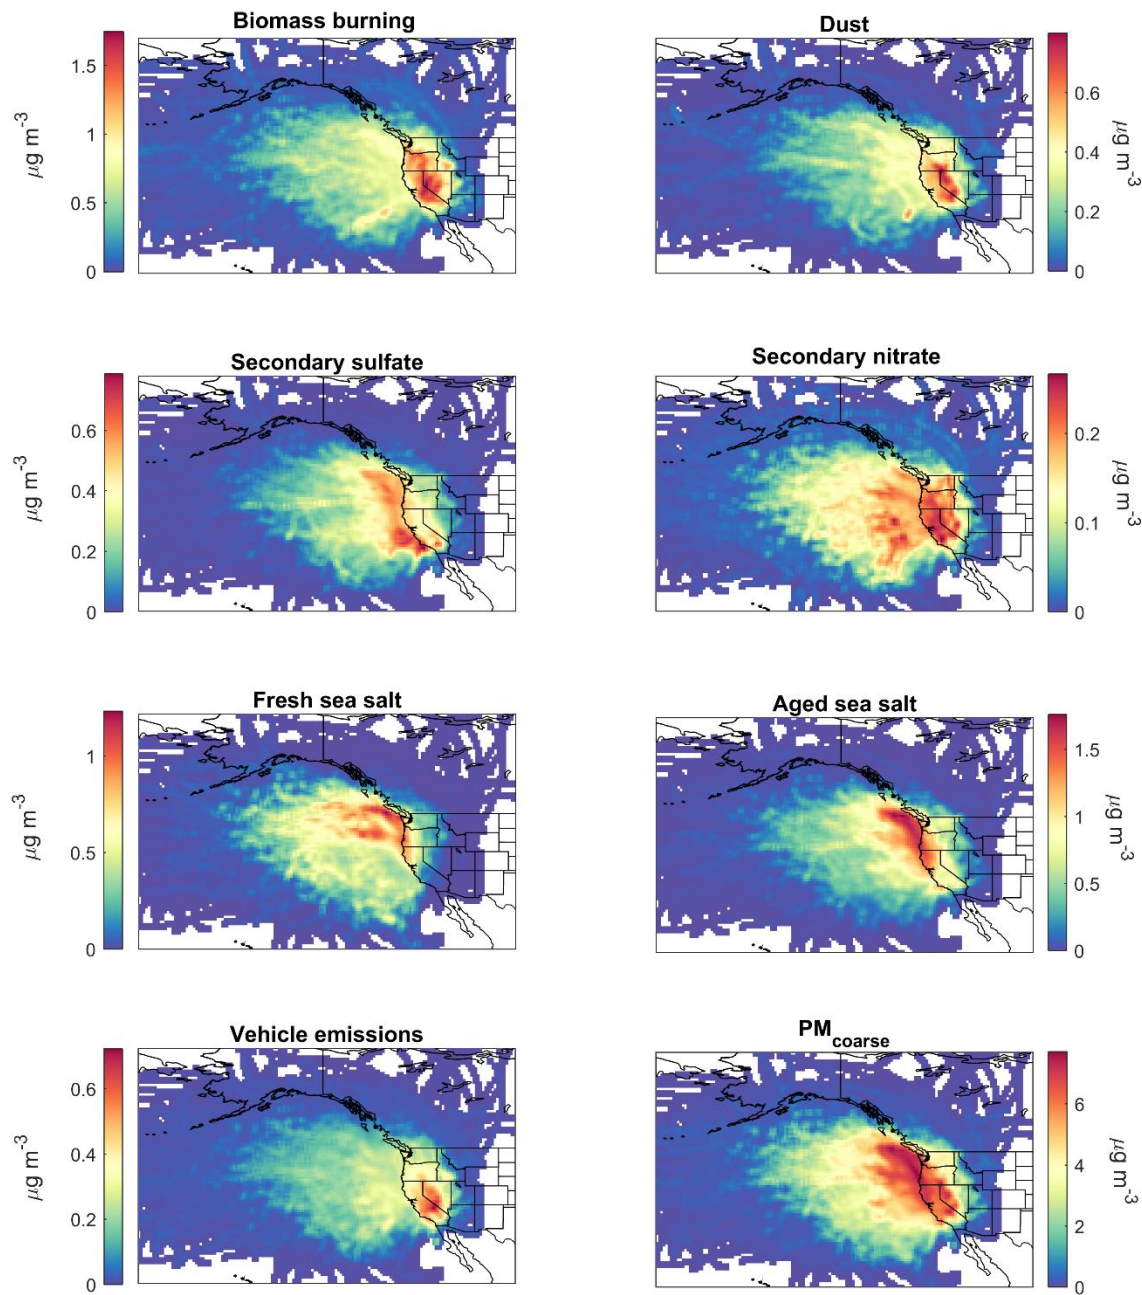 Biomass burning
1.5
1
0.5
0
μg m⁻³
Dust
0.6
0.4
0.2
0
μg m⁻³
Secondary sulfate
0.6
0.4
0.2
0
μg m⁻³
Secondary nitrate
0.2
0.1
0
μg m⁻³
Fresh sea salt
1
0.5
0
μg m⁻³
Aged sea salt
1.5
1
0.5
0
μg m⁻³
Vehicle emissions
0.6
0.4
0.2
0
μg m⁻³
PM_coarse
6
4
2
0
μg m⁻³